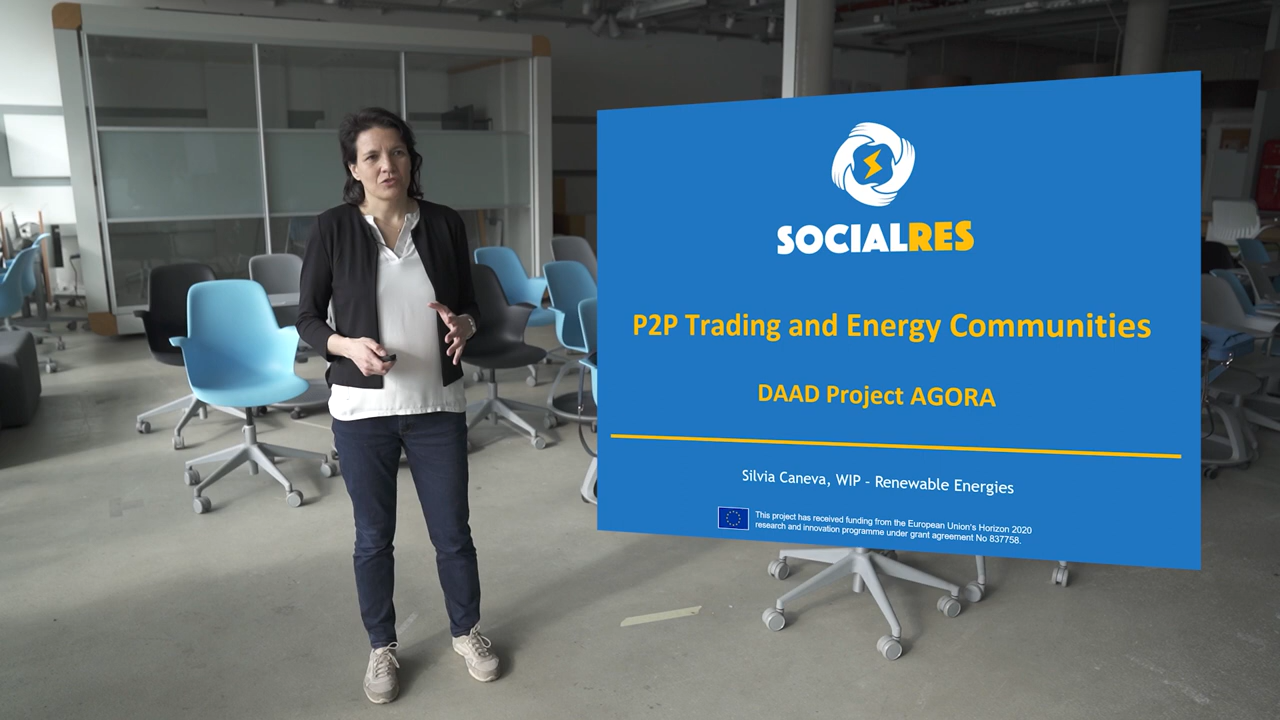 SOCIALRES
P2P Trading and Energy Communities
DAAD Project AGORA
Silvia Caneva, WIP - Renewable Energies
This project has received funding from the European Union's Horizon 2020
research and innovation programme under grant agreement No 837758.